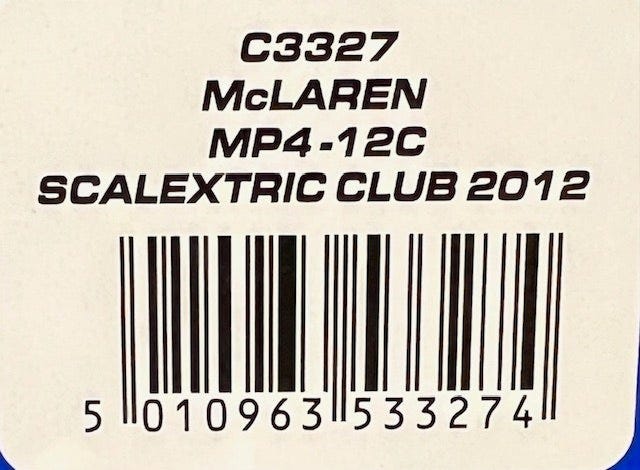 C3327
McLAREN
MP4-12C
SCALEXTRIC CLUB 2012
5 010963 533274